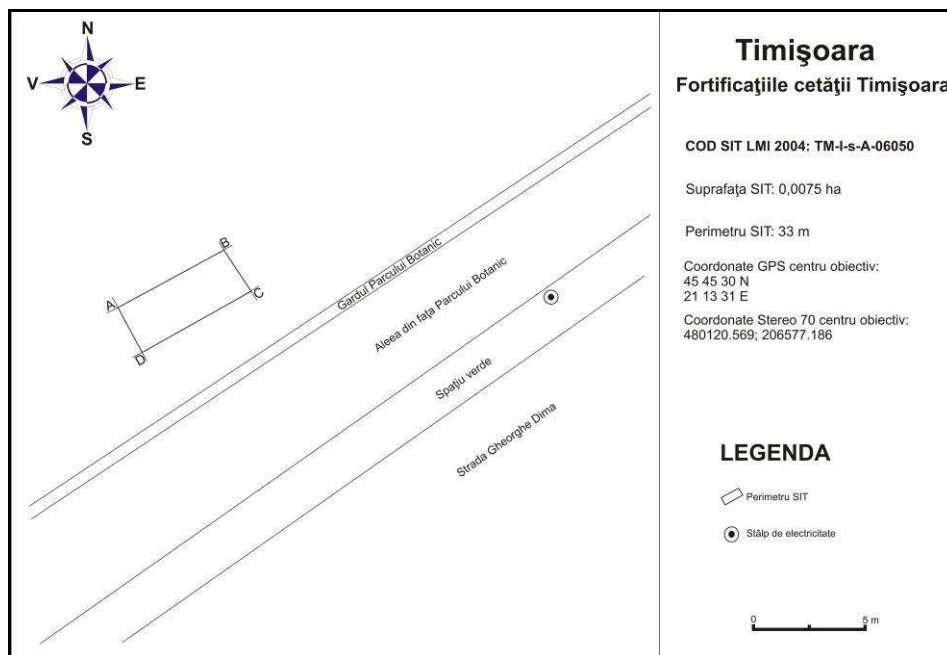 N
V E
S
A
B
C
D
Gardul Parcului Botanic
Aleea din faţa Parcului Botanic
Spaţiu verde
Strada Gheorghe Dima
Timişoara
Fortificaţiile cetăţii Timişoara
COD SIT LMI 2004: TM-I-s-A-06050
Suprafaţa SIT: 0,0075 ha
Perimetru SIT: 33 m
Coordonate GPS centru obiectiv:
45 45 30 N
21 13 31 E
Coordonate Stereo 70 centru obiectiv:
480120.569; 206577.186
LEGENDA
Perimetru SIT
Stâlp de electricitate
0 5 m